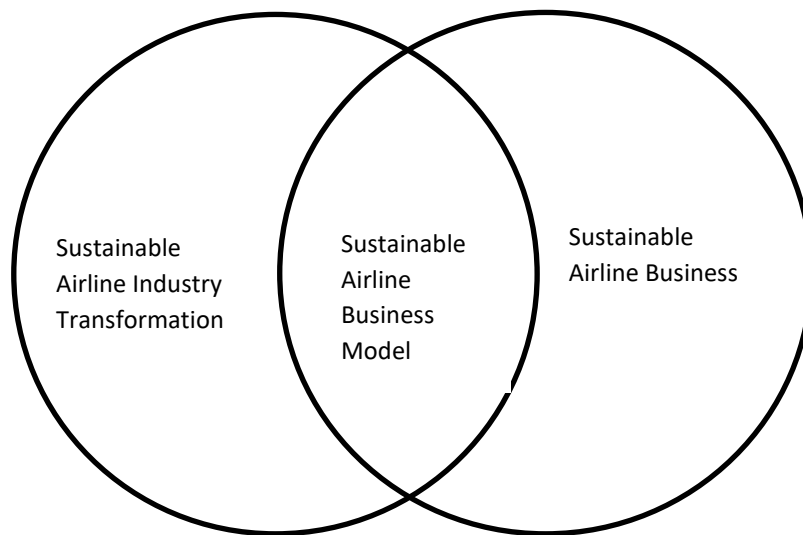 Sustainable
Airline Industry
Transformation
Sustainable
Airline
Business
Model
Sustainable
Airline Business